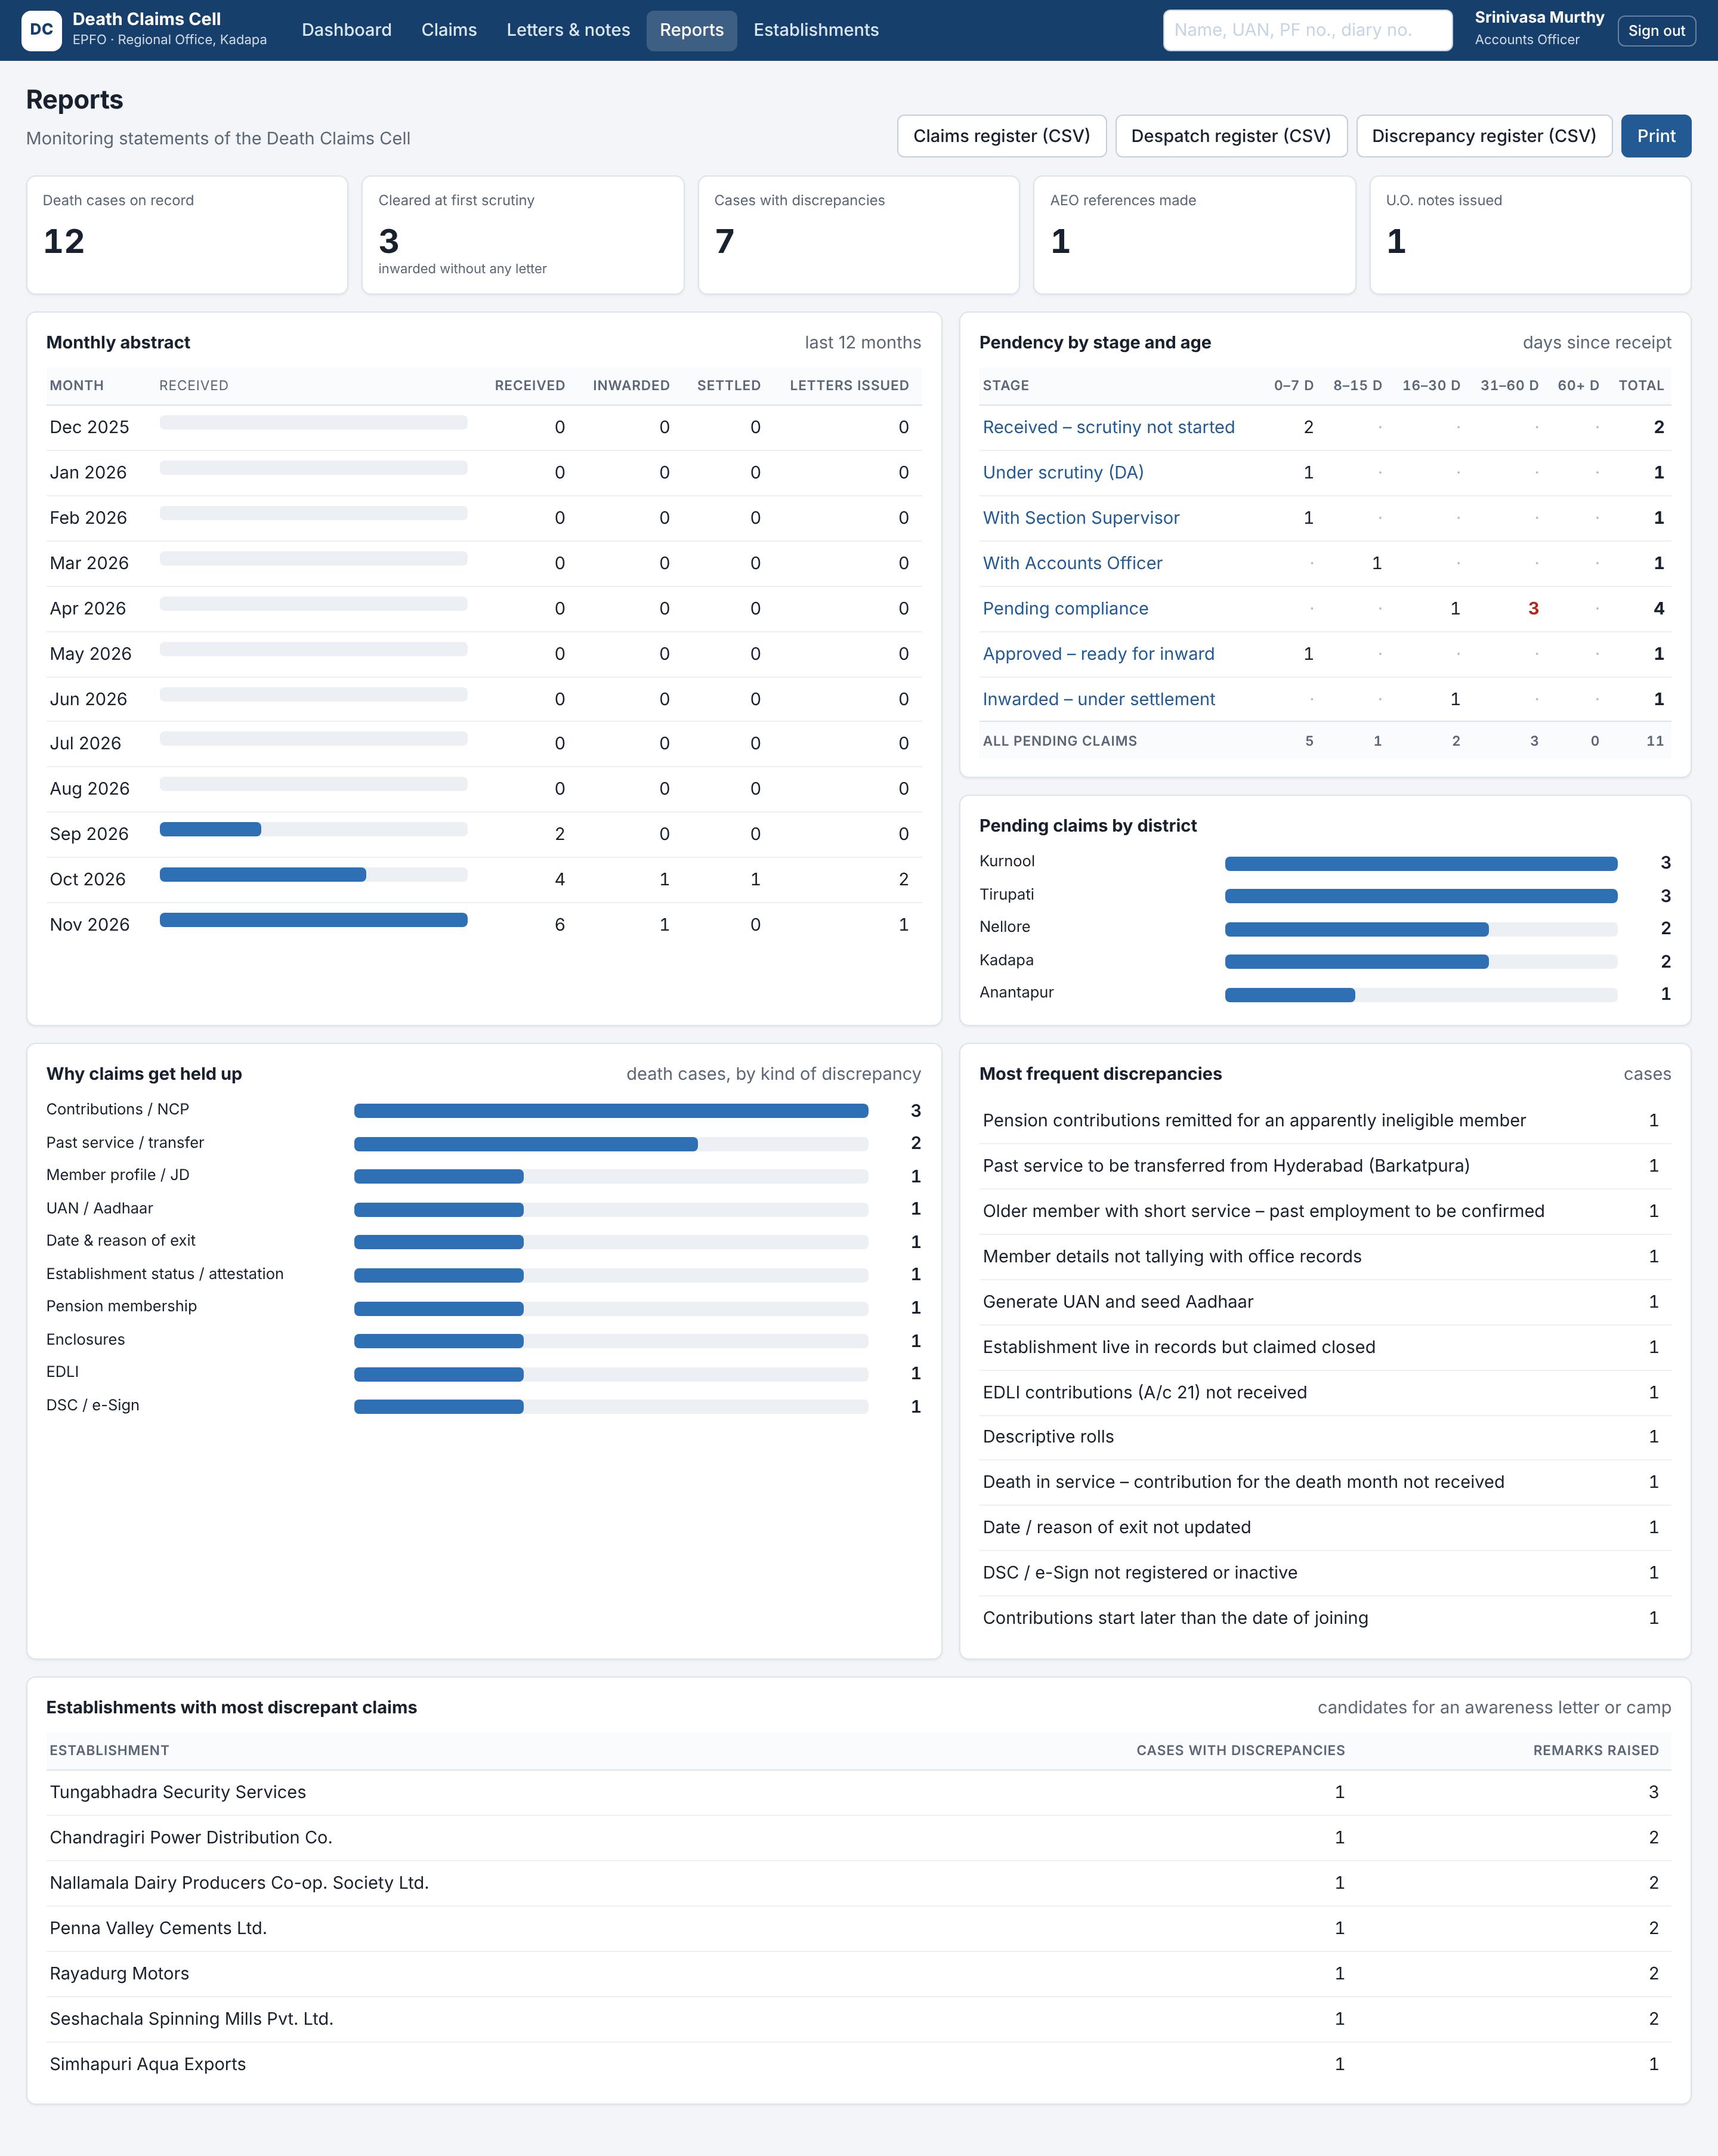 DC
Death Claims Cell
EPFO · Regional Office, Kadapa
Dashboard Claims Letters & notes Reports Establishments
Name, UAN, PF no., diary no.
Srinivasa Murthy
Accounts Officer
Sign out
Reports
Monitoring statements of the Death Claims Cell
Claims register (CSV) Despatch register (CSV) Discrepancy register (CSV) Print
Death cases on record
12
Cleared at first scrutiny
3
inwarded without any letter
Cases with discrepancies
7
AEO references made
1
U.O. notes issued
1
Monthly abstract last 12 months
MONTH RECEIVED RECEIVED INWARDED SETTLED LETTERS ISSUED
Dec 2025 0 0 0 0
Jan 2026 0 0 0 0
Feb 2026 0 0 0 0
Mar 2026 0 0 0 0
Apr 2026 0 0 0 0
May 2026 0 0 0 0
Jun 2026 0 0 0 0
Jul 2026 0 0 0 0
Aug 2026 0 0 0 0
Sep 2026 2 0 0 0
Oct 2026 4 1 1 2
Nov 2026 6 1 0 1
Pendency by stage and age days since receipt
STAGE 0–7 D 8–15 D 16–30 D 31–60 D 60+ D TOTAL
Received – scrutiny not started 2 · · · · 2
Under scrutiny (DA) 1 · · · · 1
With Section Supervisor 1 · · · · 1
With Accounts Officer · 1 · · · 1
Pending compliance · · 1 3 · 4
Approved – ready for inward 1 · · · · 1
Inwarded – under settlement · · 1 · · 1
ALL PENDING CLAIMS 5 1 2 3 0 11
Pending claims by district
Kurnool 3
Tirupati 3
Nellore 2
Kadapa 2
Anantapur 1
Why claims get held up death cases, by kind of discrepancy
Contributions / NCP 3
Past service / transfer 2
Member profile / JD 1
UAN / Aadhaar 1
Date & reason of exit 1
Establishment status / attestation 1
Pension membership 1
Enclosures 1
EDLI 1
DSC / e-Sign 1
Most frequent discrepancies cases
Pension contributions remitted for an apparently ineligible member 1
Past service to be transferred from Hyderabad (Barkatpura) 1
Older member with short service – past employment to be confirmed 1
Member details not tallying with office records 1
Generate UAN and seed Aadhaar 1
Establishment live in records but claimed closed 1
EDLI contributions (A/c 21) not received 1
Descriptive rolls 1
Death in service – contribution for the death month not received 1
Date / reason of exit not updated 1
DSC / e-Sign not registered or inactive 1
Contributions start later than the date of joining 1
Establishments with most discrepant claims candidates for an awareness letter or camp
ESTABLISHMENT CASES WITH DISCREPANCIES REMARKS RAISED
Tungabhadra Security Services 1 3
Chandragiri Power Distribution Co. 1 2
Nallamala Dairy Producers Co-op. Society Ltd. 1 2
Penna Valley Cements Ltd. 1 2
Rayadurg Motors 1 2
Seshachala Spinning Mills Pvt. Ltd. 1 2
Simhapuri Aqua Exports 1 1